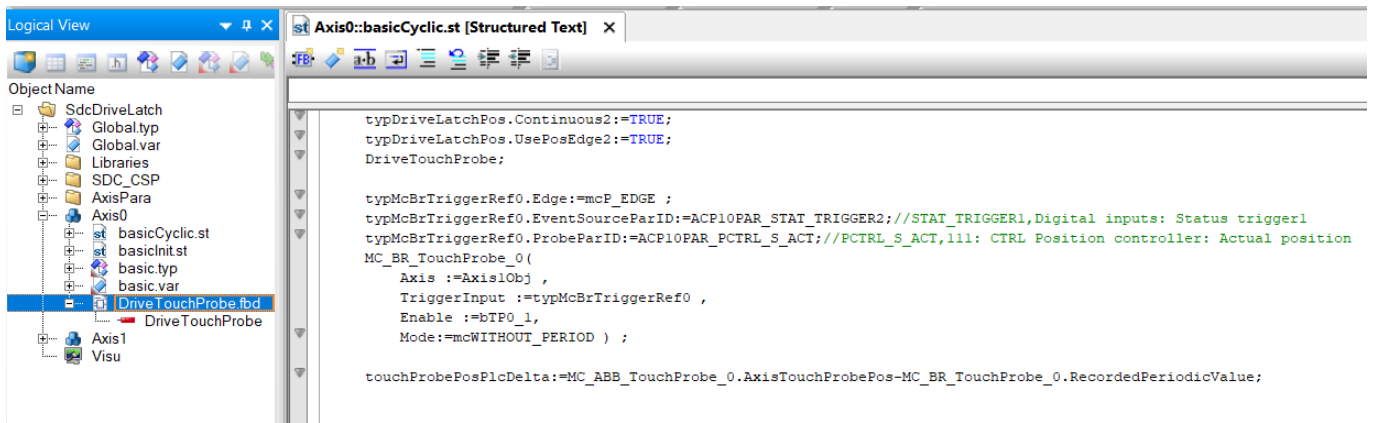 Logical View
Object Name
SdcDriveLatch
Global.typ
Global.var
Libraries
SDC_CSP
AxisPara
Axis0
basicCyclic.st
basicInit.st
basic.typ
basic.var
DriveTouchProbe.fbd
DriveTouchProbe
Axis1
Visu
st Axis0::basicCyclic.st [Structured Text]
FB a·b
typDriveLatchPos.Continuous2:=TRUE;
typDriveLatchPos.UsePosEdge2:=TRUE;
DriveTouchProbe;
typMcBrTriggerRef0.Edge:=mcP_EDGE ;
typMcBrTriggerRef0.EventSourceParID:=ACP10PAR_STAT_TRIGGER2;//STAT_TRIGGER1,Digital inputs: Status trigger1
typMcBrTriggerRef0.ProbeParID:=ACP10PAR_PCTRL_S_ACT;//PCTRL_S_ACT,111: CTRL Position controller: Actual position
MC_BR_TouchProbe_0(
Axis :=Axis1Obj ,
TriggerInput :=typMcBrTriggerRef0 ,
Enable :=bTP0_1,
Mode:=mcWITHOUT_PERIOD ) ;
touchProbePosPlcDelta:=MC_ABB_TouchProbe_0.AxisTouchProbePos-MC_BR_TouchProbe_0.RecordedPeriodicValue;